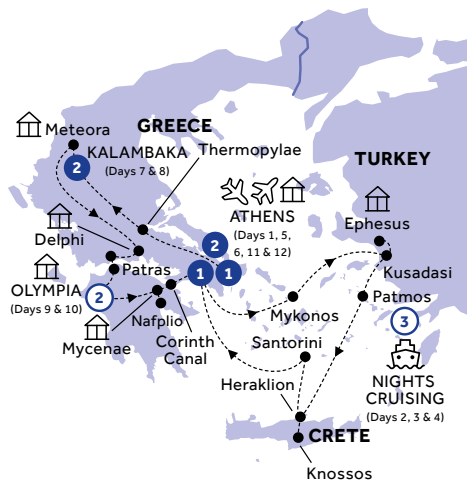 Meteora
GREECE
2
KALAMBAKA
(Days 7 & 8)
Thermopylae
TURKEY
ATHENS
(Days 1, 5,
6, 11 & 12)
2
1
1
Ephesus
Kusadasi
Delphi
Patras
OLYMPIA
(Days 9 & 10)
2
Mycenae
Nafplio
Corinth
Canal
Mykonos
Patmos
3
NIGHTS
CRUISING
(Days 2, 3 & 4)
Santorini
Heraklion
CRETE
Knossos